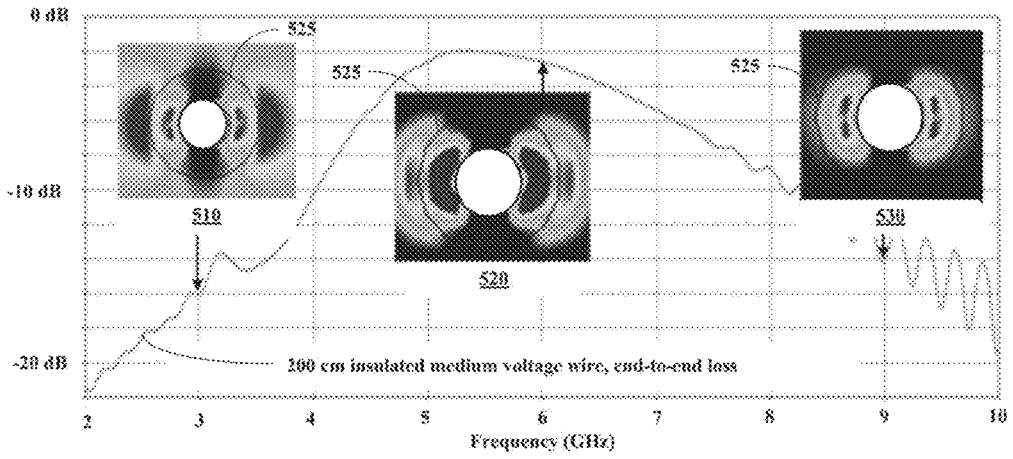 0 dB
525
525
525
-10 dB
510
520
530
-20 dB
200 cm insulated medium voltage wire, end-to-end loss
2 3 4 5 6 7 8 9 10
Frequency (GHz)